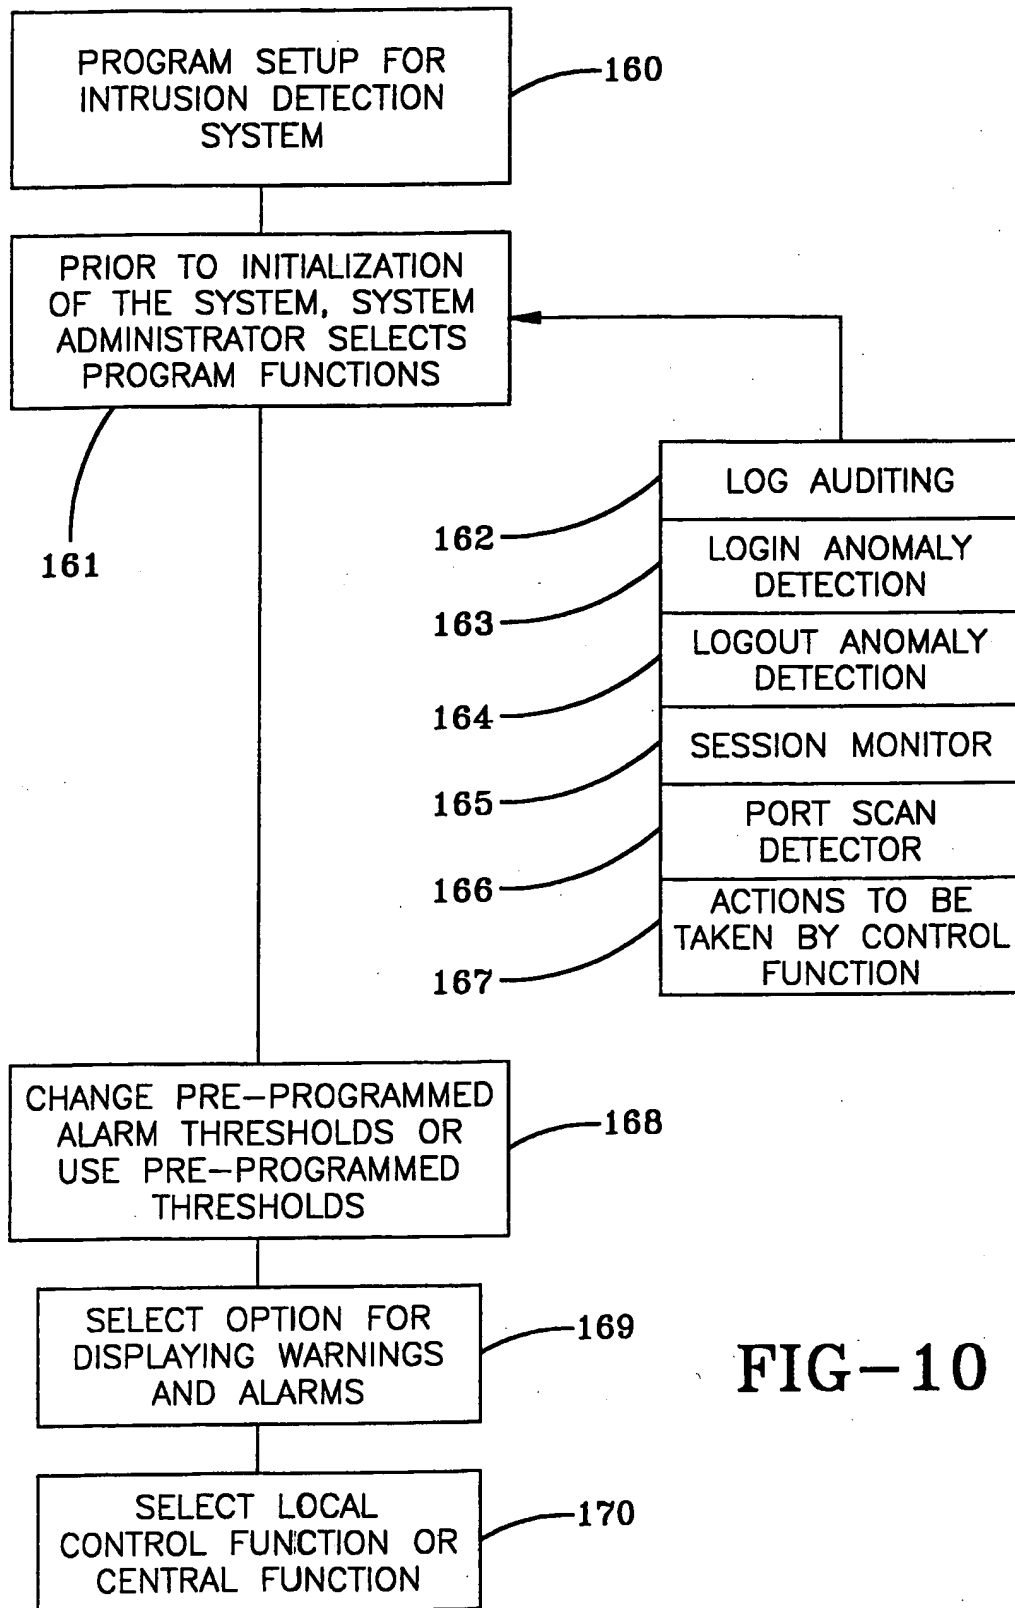 PROGRAM SETUP FOR
INTRUSION DETECTION
SYSTEM
160
PRIOR TO INITIALIZATION
OF THE SYSTEM, SYSTEM
ADMINISTRATOR SELECTS
PROGRAM FUNCTIONS
161
LOG AUDITING
162
LOGIN ANOMALY
DETECTION
163
LOGOUT ANOMALY
DETECTION
164
SESSION MONITOR
165
PORT SCAN
DETECTOR
166
ACTIONS TO BE
TAKEN BY CONTROL
FUNCTION
167
CHANGE PRE-PROGRAMMED
ALARM THRESHOLDS OR
USE PRE-PROGRAMMED
THRESHOLDS
168
SELECT OPTION FOR
DISPLAYING WARNINGS
AND ALARMS
169
SELECT LOCAL
CONTROL FUNCTION OR
CENTRAL FUNCTION
170
FIG-10